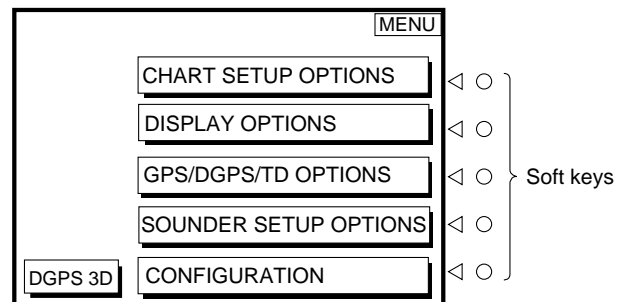 MENU
CHART SETUP OPTIONS
DISPLAY OPTIONS
GPS/DGPS/TD OPTIONS
Soft keys
SOUNDER SETUP OPTIONS
DGPS 3D
CONFIGURATION